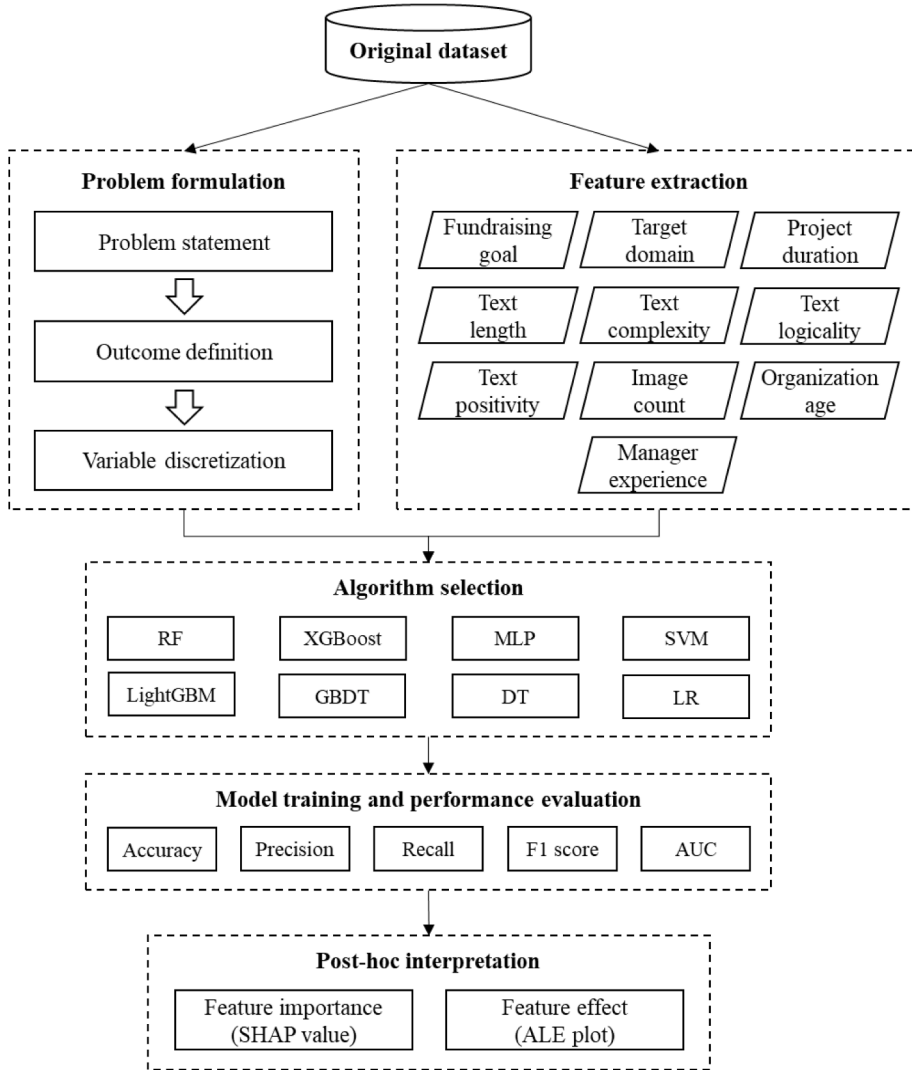 Original dataset
Problem formulation
Problem statement
Outcome definition
Variable discretization
Feature extraction
Fundraising
goal
Target
domain
Project
duration
Text
length
Text
complexity
Text
logicality
Text
positivity
Image
count
Organization
age
Manager
experience
Algorithm selection
RF
XGBoost
MLP
SVM
LightGBM
GBDT
DT
LR
Model training and performance evaluation
Accuracy
Precision
Recall
F1 score
AUC
Post-hoc interpretation
Feature importance
(SHAP value)
Feature effect
(ALE plot)